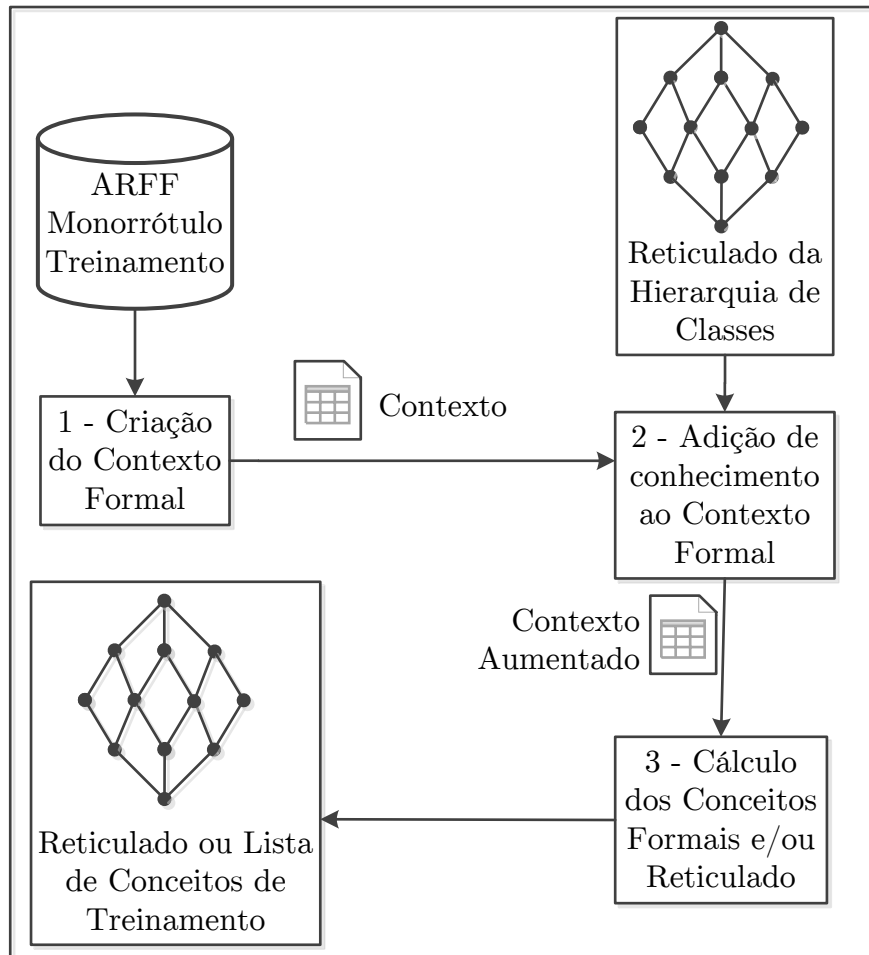 ARFF
Monorrótulo
Treinamento
Reticulado da
Hierarquia de
Classes
1 - Criação
do Contexto
Formal
Contexto
2 - Adição de
conhecimento
ao Contexto
Formal
Contexto
Aumentado
3 - Cálculo
dos Conceitos
Formais e/ou
Reticulado
Reticulado ou Lista
de Conceitos de
Treinamento